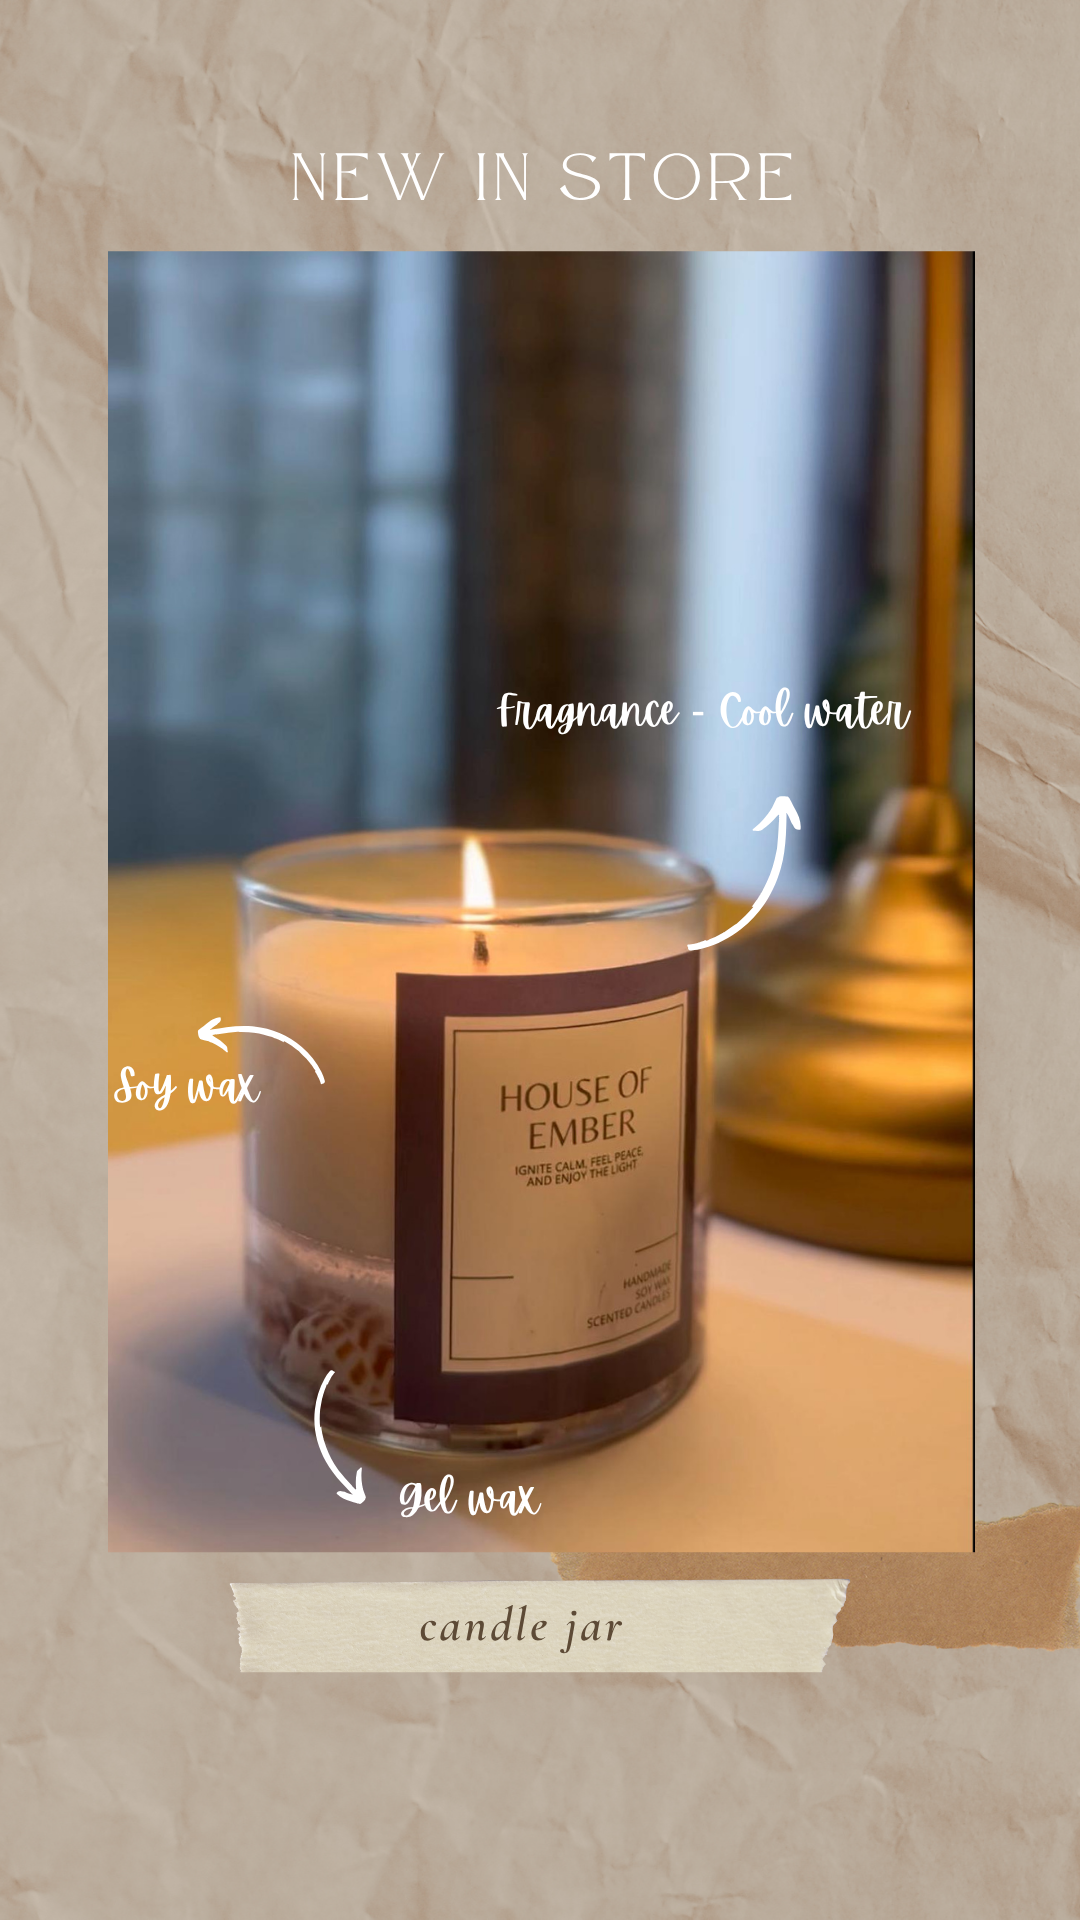 NEW IN STORE
Fragnance - Cool water
Soy wax
HOUSE OF
EMBER
IGNITE CALM, FEEL PEACE,
AND ENJOY THE LIGHT
HANDMADE
SOY WAX
SCENTED CANDLES
gel wax
candle jar